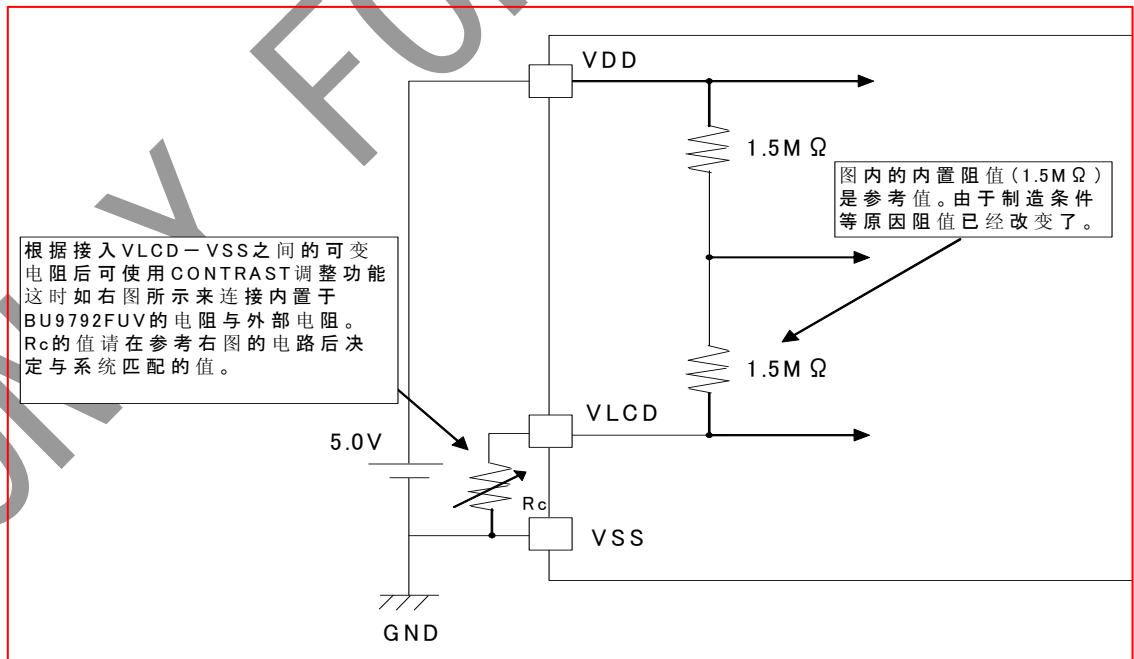 VDD
1.5M Ω
图内的内置阻值(1.5MΩ)
是参考值。由于制造条件
等原因阻值已经改变了。
根据接入VLCD－VSS之间的可变
电阻后可使用CONTRAST调整功能
这时如右图所示来连接内置于
BU9792FUV的电阻与外部电阻。
Rc的值请在参考右图的电路后决
定与系统匹配的值。
1.5M Ω
VLCD
5.0V
Rc
VSS
GND